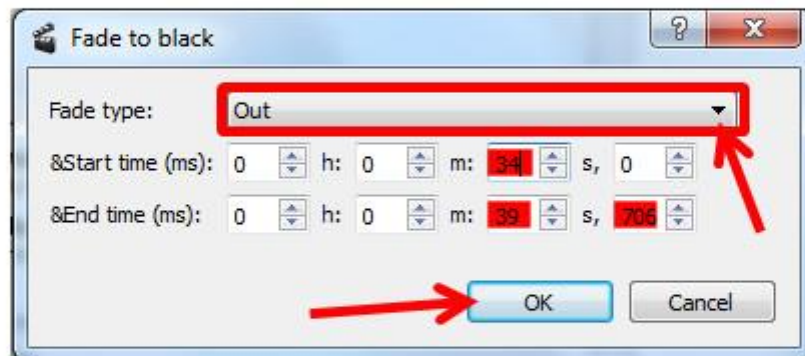 Fade to black
Fade type: Out
&Start time (ms): 0 h: 0 m: 34 s, 0
&End time (ms): 0 h: 0 m: 39 s, 706
OK Cancel